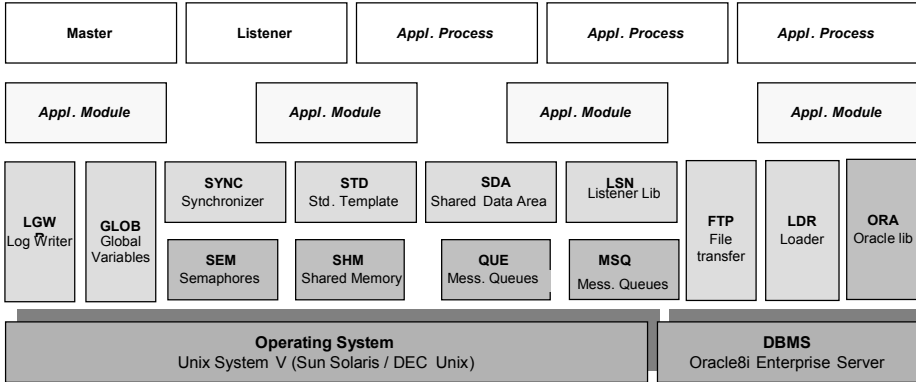 Master
Listener
Appl. Process
Appl. Process
Appl. Process
Appl. Module
Appl. Module
Appl. Module
Appl. Module
LGW
Log Writer
GLOB
Global
Variables
SYNC
Synchronizer
STD
Std. Template
SDA
Shared Data Area
LSN
Listener Lib
SEM
Semaphores
SHM
Shared Memory
QUE
Mess. Queues
MSQ
Mess. Queues
FTP
File
transfer
LDR
Loader
ORA
Oracle lib
Operating System
Unix System V (Sun Solaris / DEC Unix)
DBMS
Oracle8i Enterprise Server